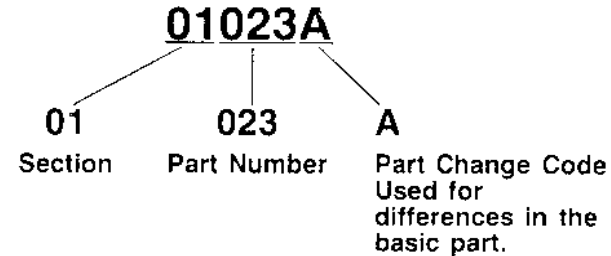 01023A
01 023 A
Section Part Number Part Change Code
Used for
differences in the
basic part.